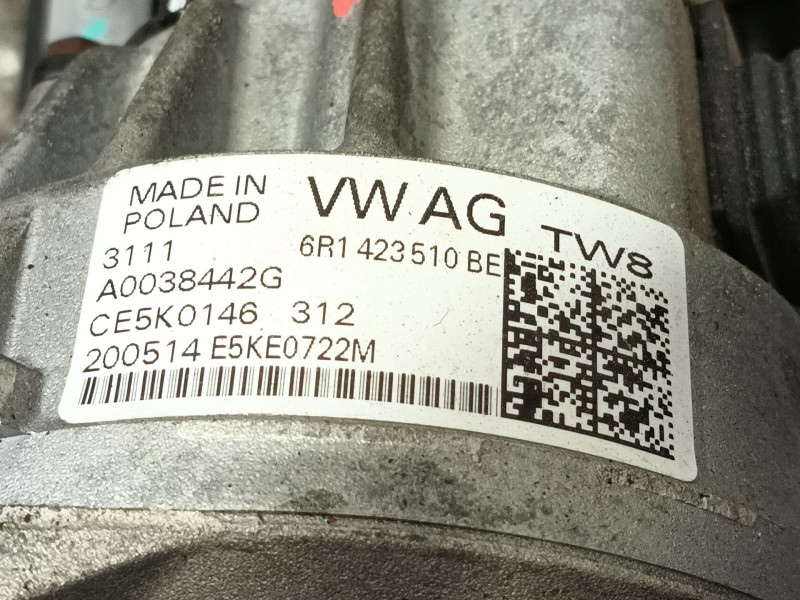 MADE IN
POLAND
VW AG TW8
3111 6R1 423 510 BE
A0038442G
CE5K0146 312
200514 E5KE0722M